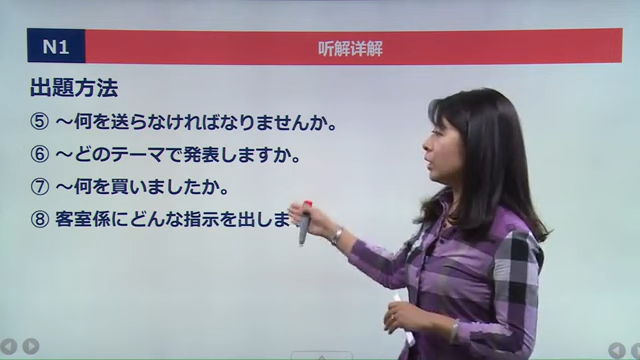 N1
听解详解
出題方法
⑤ ～何を送らなければなりませんか。
⑥ ～どのテーマで発表しますか。
⑦ ～何を買いましたか。
⑧ 客室係にどんな指示を出しま